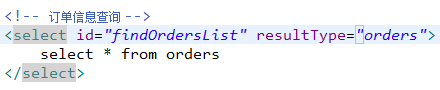 <!-- 订单信息查询 -->
<select id="findOrdersList" resultType="orders">
select * from orders
</select>